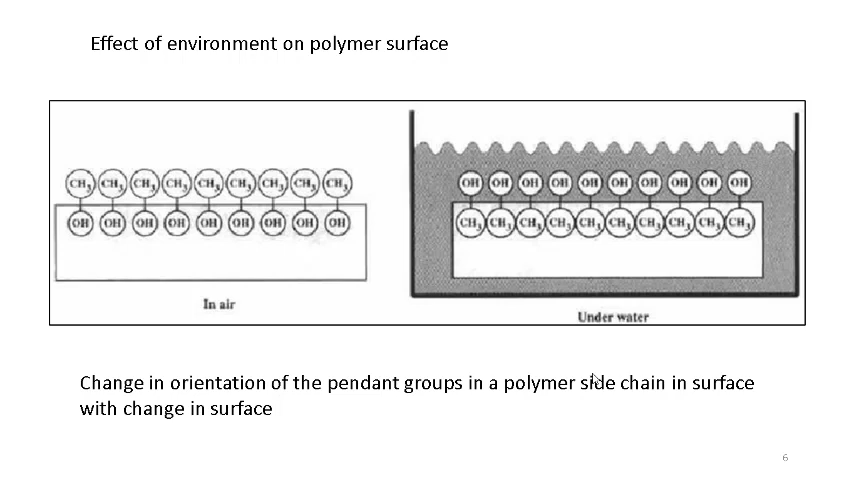 Effect of environment on polymer surface
CH3 CH3 CH3 CH3 CH3 CH3 CH3 CH3 CH3
OH OH OH OH OH OH OH OH OH
In air
OH OH OH OH OH OH OH OH OH OH
CH3 CH3 CH3 CH3 CH3 CH3 CH3 CH3 CH3 CH3
Under water
Change in orientation of the pendant groups in a polymer side chain in surface
with change in surface
6